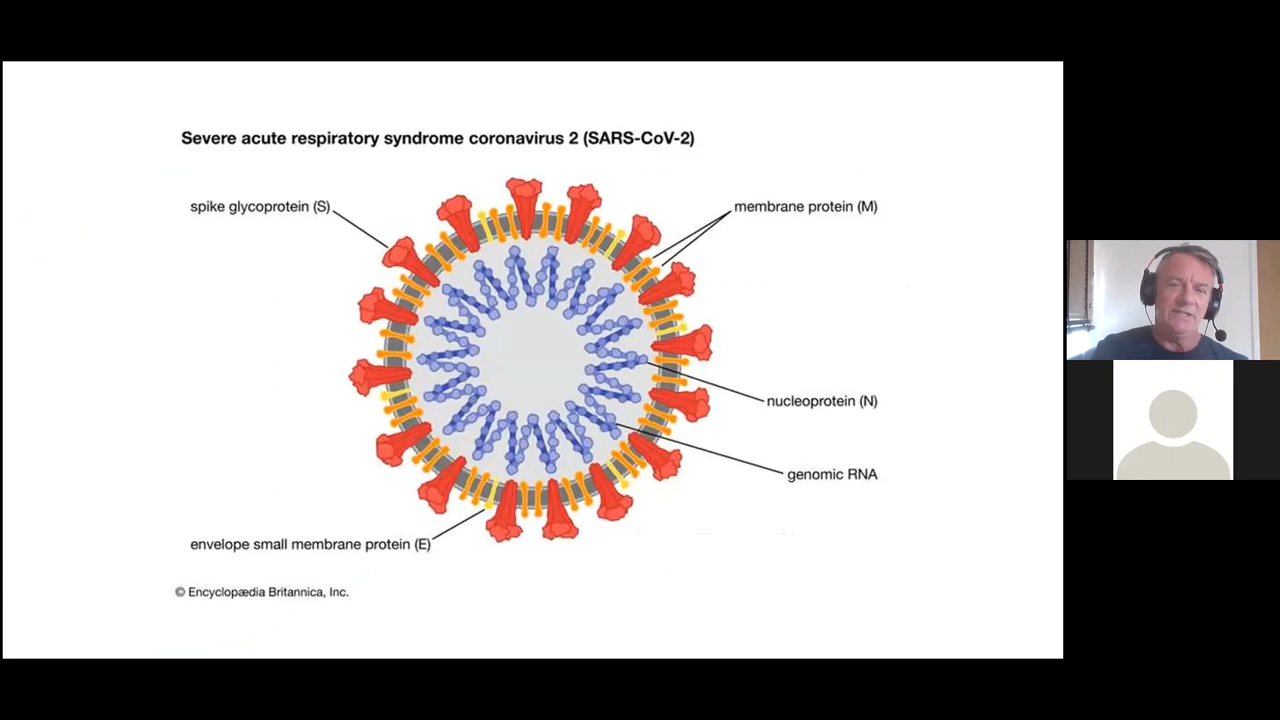 Severe acute respiratory syndrome coronavirus 2 (SARS-CoV-2)
spike glycoprotein (S)
membrane protein (M)
nucleoprotein (N)
genomic RNA
envelope small membrane protein (E)
© Encyclopædia Britannica, Inc.